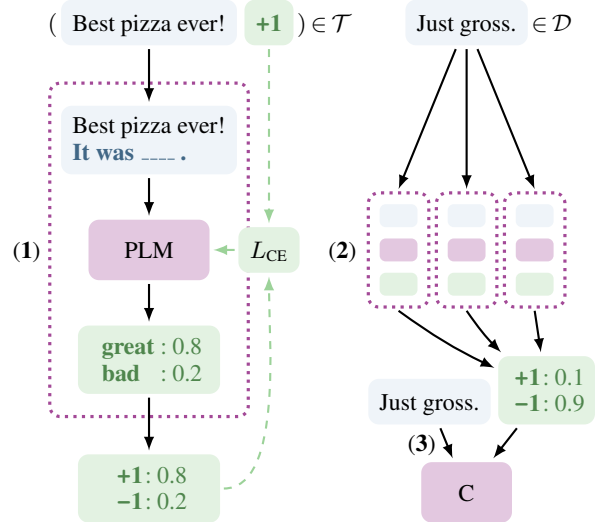 ( Best pizza ever! +1 ) ∈ 𝒯
Best pizza ever!
It was ____ .
(1)
PLM
L_CE
great : 0.8
bad : 0.2
+1: 0.8
−1: 0.2
Just gross. ∈ 𝒟
(2)
+1: 0.1
−1: 0.9
Just gross.
(3)
C